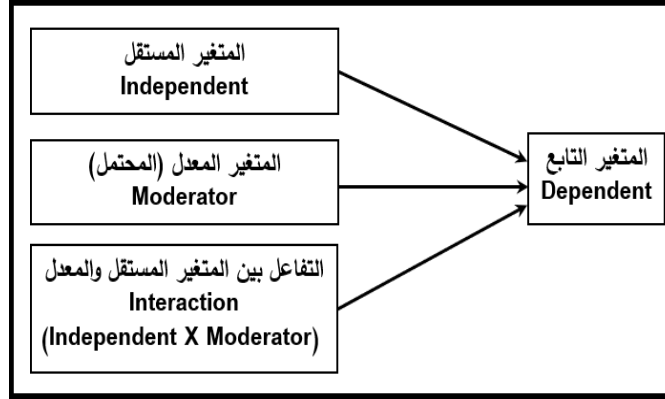 المتغير المستقل
Independent
المتغير المعدل (المحتمل)
Moderator
التفاعل بين المتغير المستقل والمعدل
Interaction
(Independent X Moderator)
المتغير التابع
Dependent